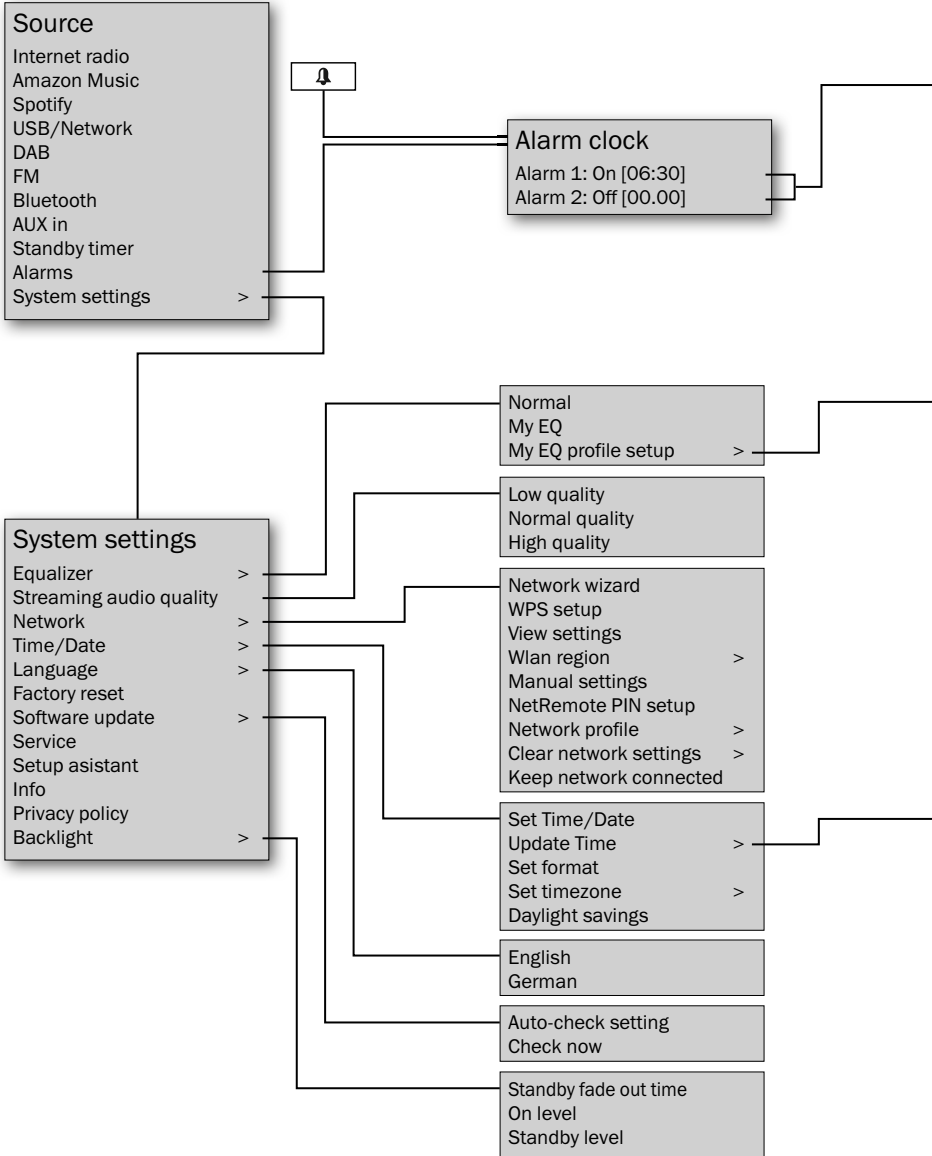 Source
Internet radio
Amazon Music
Spotify
USB/Network
DAB
FM
Bluetooth
AUX in
Standby timer
Alarms
System settings >
Alarm clock
Alarm 1: On [06:30]
Alarm 2: Off [00.00]
System settings
Equalizer >
Streaming audio quality
Network >
Time/Date >
Language >
Factory reset
Software update >
Service
Setup asistant
Info
Privacy policy
Backlight >
Normal
My EQ
My EQ profile setup >
Low quality
Normal quality
High quality
Network wizard
WPS setup
View settings
Wlan region >
Manual settings
NetRemote PIN setup
Network profile >
Clear network settings >
Keep network connected
Set Time/Date
Update Time >
Set format
Set timezone >
Daylight savings
English
German
Auto-check setting
Check now
Standby fade out time
On level
Standby level